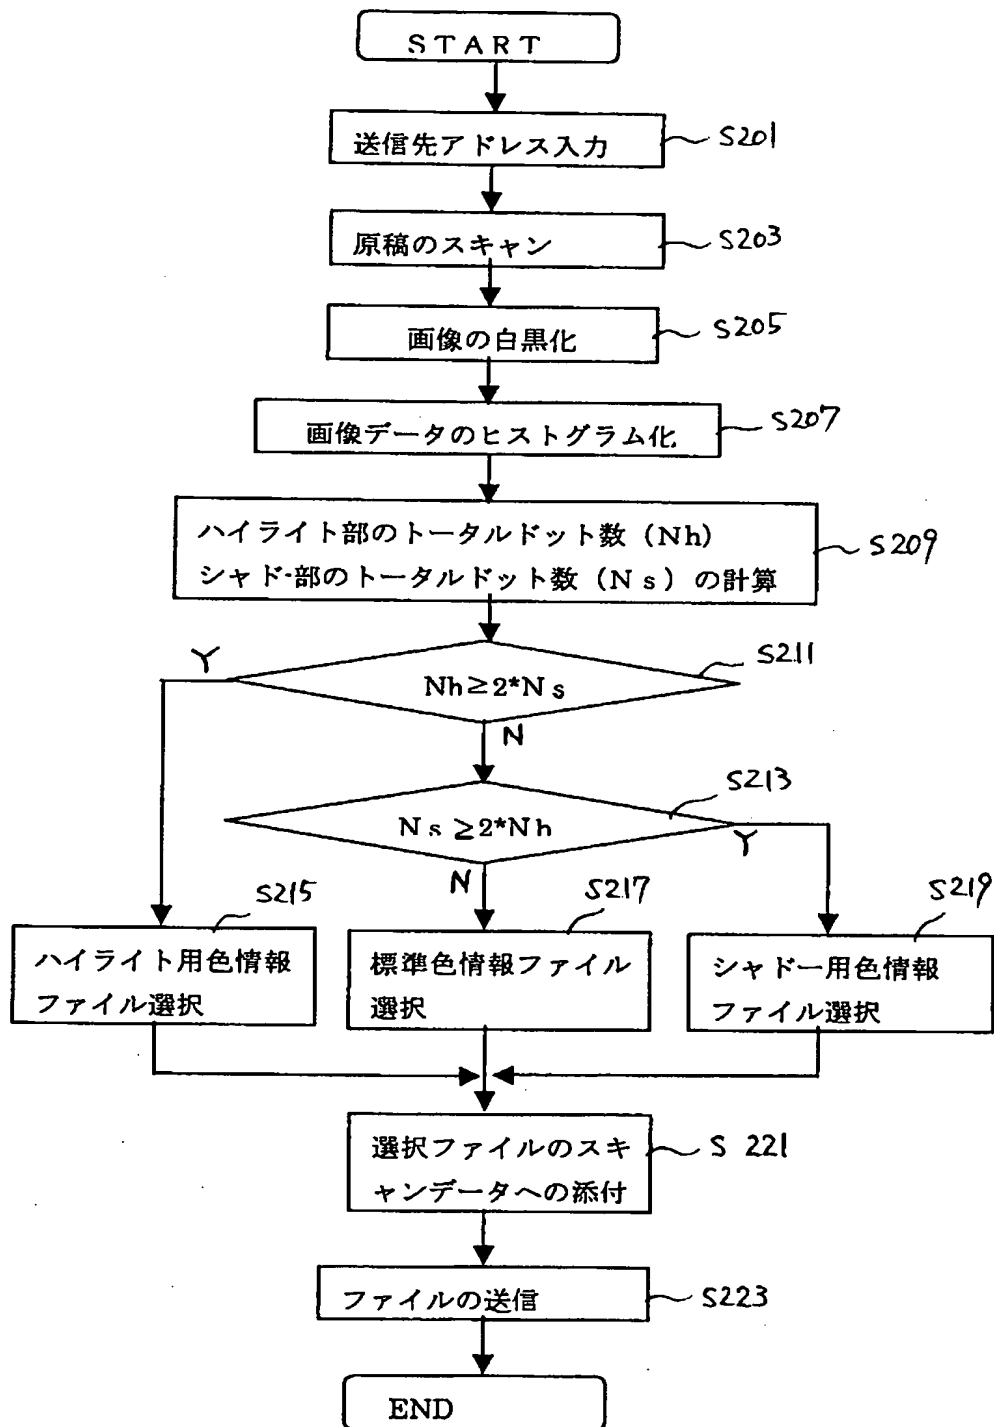 START
送信先アドレス入力
S201
原稿のスキャン
S203
画像の白黒化
S205
画像データのヒストグラム化
S207
ハイライト部のトータルドット数（Nh）
シャド-部のトータルドット数（Ns）の計算
S209
Y
Nh≧2*Ns
S211
N
Ns≧2*Nh
S213
Y
N
S215
ハイライト用色情報
ファイル選択
S217
標準色情報ファイル
選択
S219
シャドー用色情報
ファイル選択
選択ファイルのスキ
ャンデータへの添付
S 221
ファイルの送信
S223
END